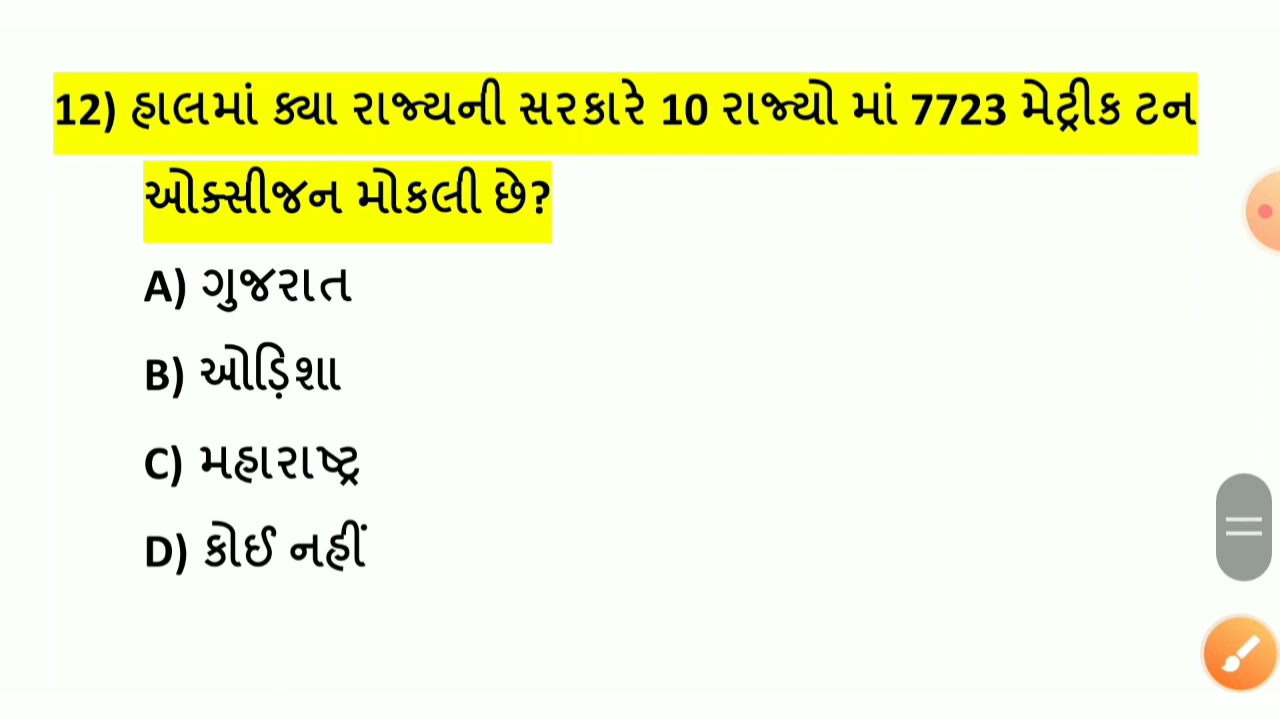 12) હાલમાં ક્યા રાજ્યની સરકારે 10 રાજ્યો માં 7723 મેટ્રીક ટન
ઓક્સીજન મોકલી છે?
A) ગુજરાત
B) ઓડ઼િશા
C) મહારાષ્ટ્ર
D) કોઈ નહીં